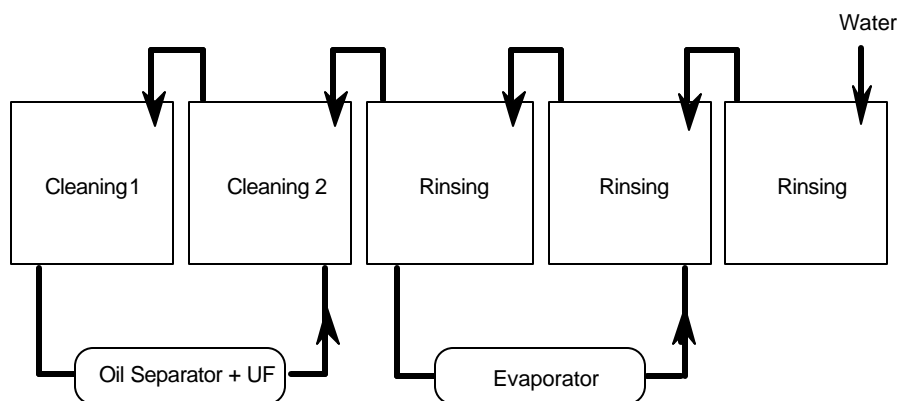 Water
Cleaning 1
Cleaning 2
Rinsing
Rinsing
Rinsing
Oil Separator + UF
Evaporator